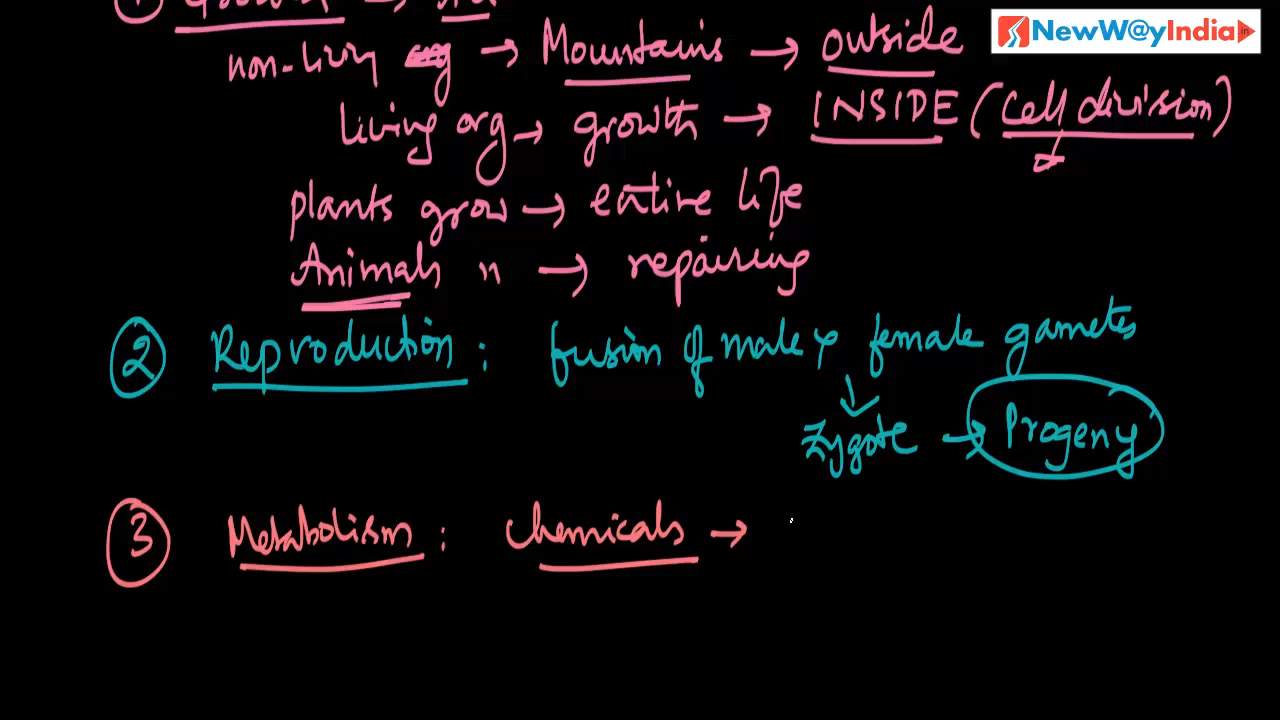 NewW@yIndia.in
non-living → Mountains → outside
living org → growth → INSIDE (Cell division)
plants grow → entire life
Animals " → repairing
② Reproduction : fusion of male & female gametes
Zygote → Progeny
③ Metabolism : Chemicals →